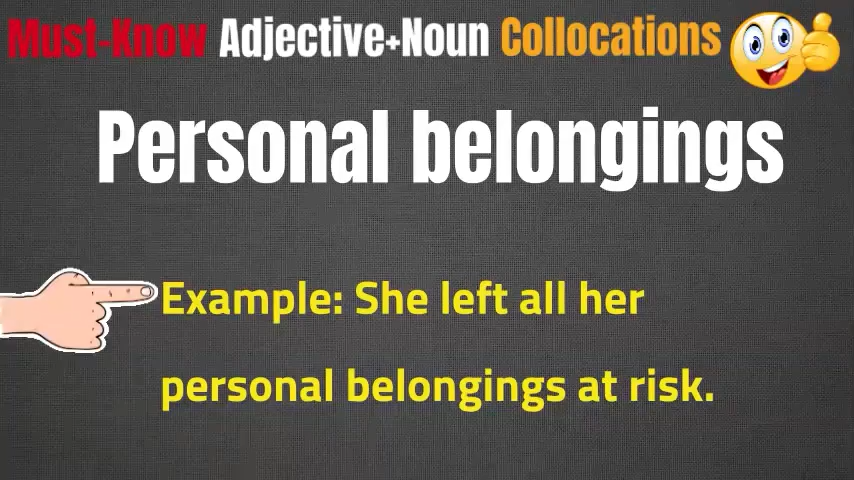 Must-Know Adjective+Noun Collocations
Personal belongings
Example: She left all her
personal belongings at risk.